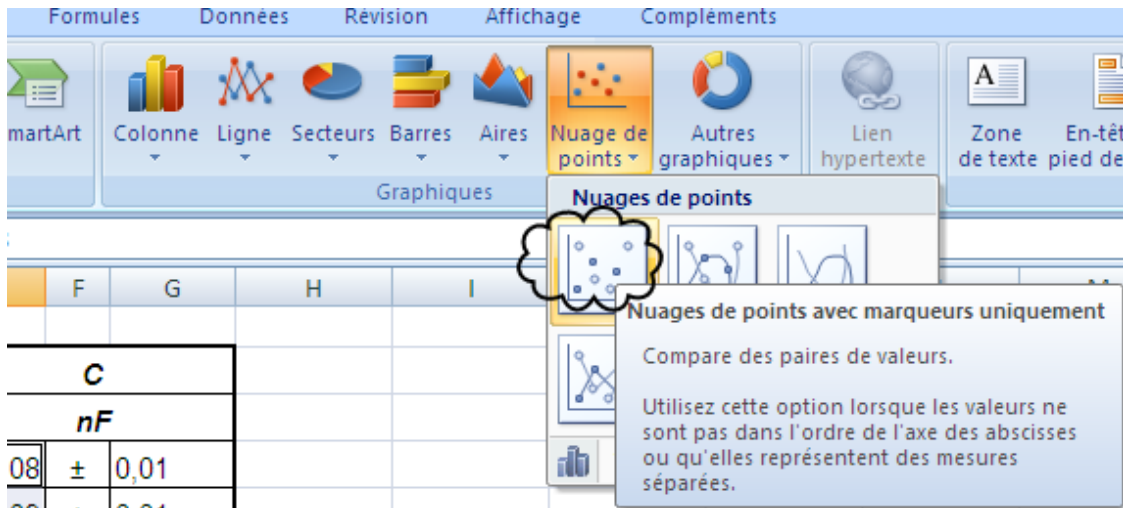 Formules Données Révision Affichage Compléments
martArt Colonne Ligne Secteurs Barres Aires Nuage de points Autres graphiques Lien hypertexte A Zone de texte En-tê pied de
Graphiques
Nuages de points
F G H I
Nuages de points avec marqueurs uniquement
C
Compare des paires de valeurs.
nF
Utilisez cette option lorsque les valeurs ne
sont pas dans l'ordre de l'axe des abscisses
08 ± 0,01
ou qu'elles représentent des mesures
séparées.